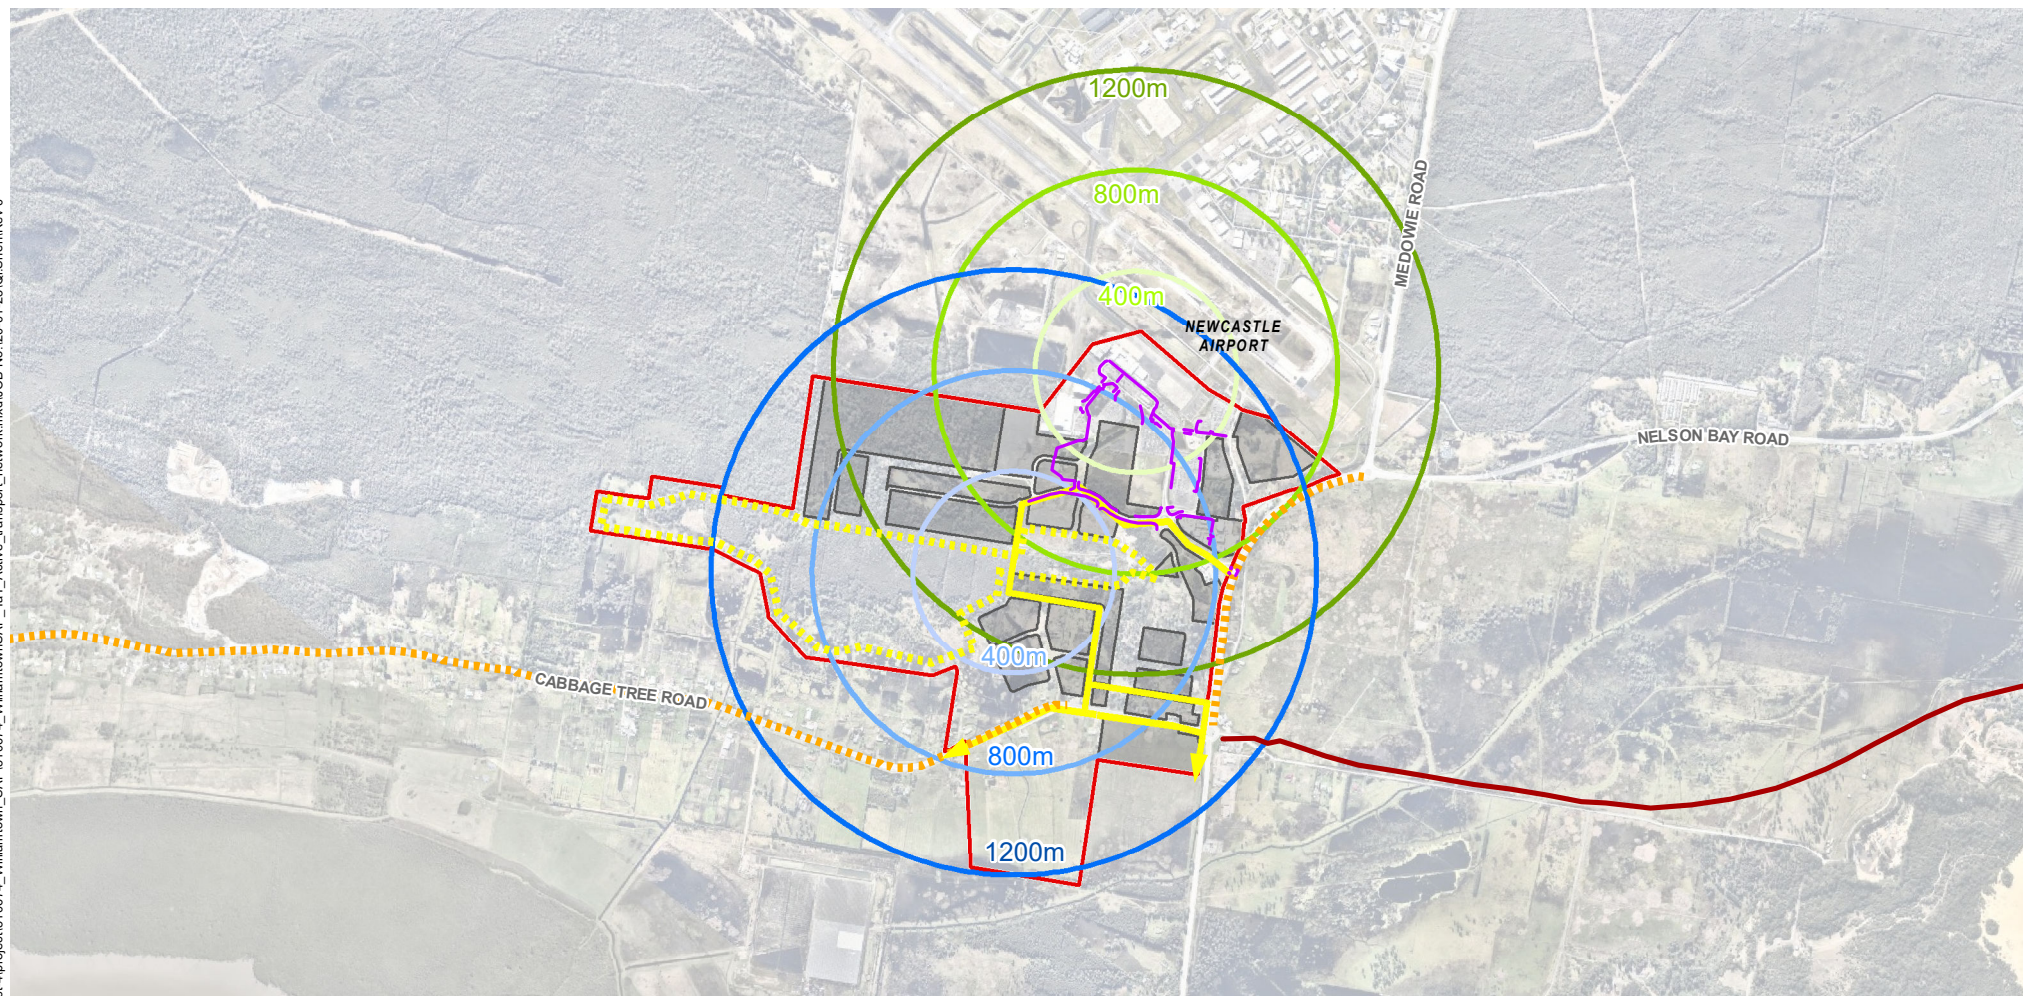 1200m
800m
400m
NEWCASTLE
AIRPORT
MEDOWIE ROAD
NELSON BAY ROAD
400m
CABBAGE TREE ROAD
800m
1200m